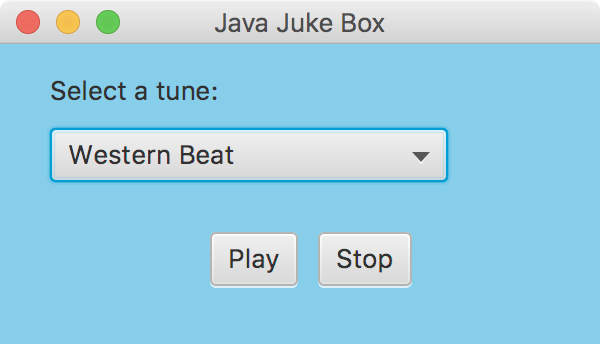 Java Juke Box
Select a tune:
Western Beat
Play Stop